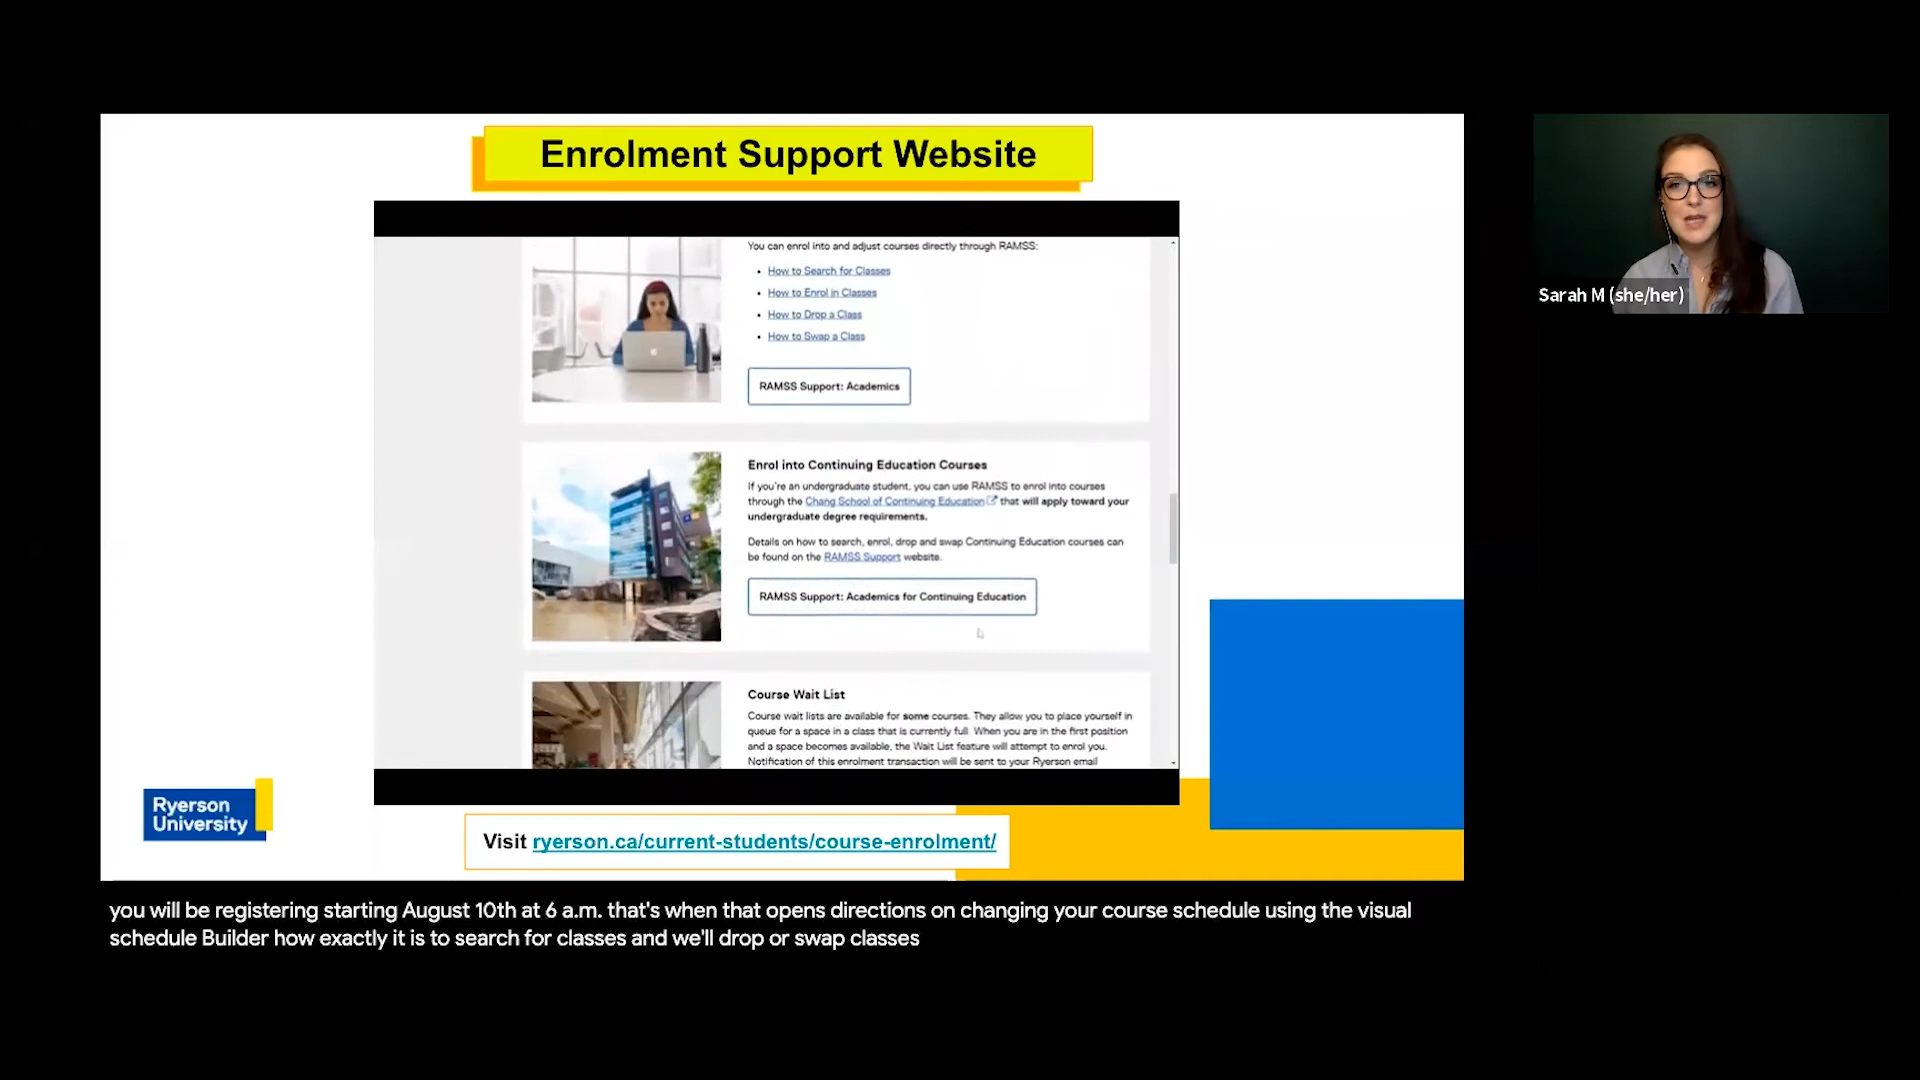 Enrolment Support Website
You can enrol into and adjust courses directly through RAMSS:
• How to Search for Classes
• How to Enrol in Classes
• How to Drop a Class
• How to Swap a Class
RAMSS Support: Academics
Enrol into Continuing Education Courses
If you're an undergraduate student, you can use RAMSS to enrol into courses
through the Chang School of Continuing Education that will apply toward your
undergraduate degree requirements.
Details on how to search, enrol, drop and swap Continuing Education courses can
be found on the RAMSS Support website.
RAMSS Support: Academics for Continuing Education
Course Wait List
Course wait lists are available for some courses. They allow you to place yourself in
queue for a space in a class that is currently full. When you are in the first position
and a space becomes available, the Wait List feature will attempt to enrol you.
Notification of this enrolment transaction will be sent to your Ryerson email
Ryerson
University
Visit ryerson.ca/current-students/course-enrolment/
Sarah M (she/her)
you will be registering starting August 10th at 6 a.m. that's when that opens directions on changing your course schedule using the visual
schedule Builder how exactly it is to search for classes and we'll drop or swap classes